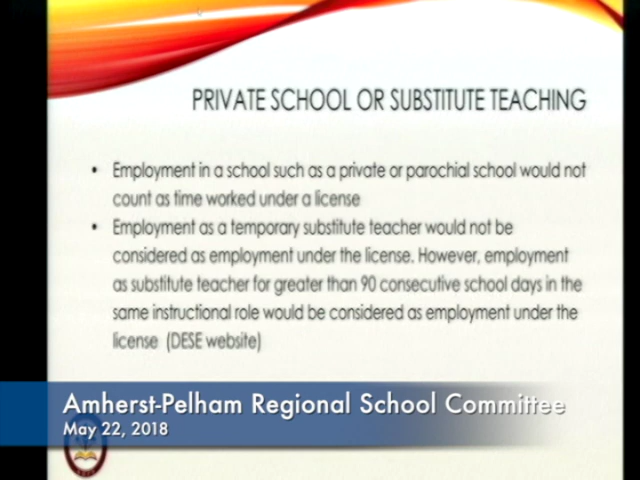 PRIVATE SCHOOL OR SUBSTITUTE TEACHING
• Employment in a school such as a private or parochial school would not
count as time worked under a license
• Employment as a temporary substitute teacher would not be
considered as employment under the license. However, employment
as substitute teacher for greater than 90 consecutive school days in the
same instructional role would be considered as employment under the
license (DESE website)
Amherst-Pelham Regional School Committee
May 22, 2018